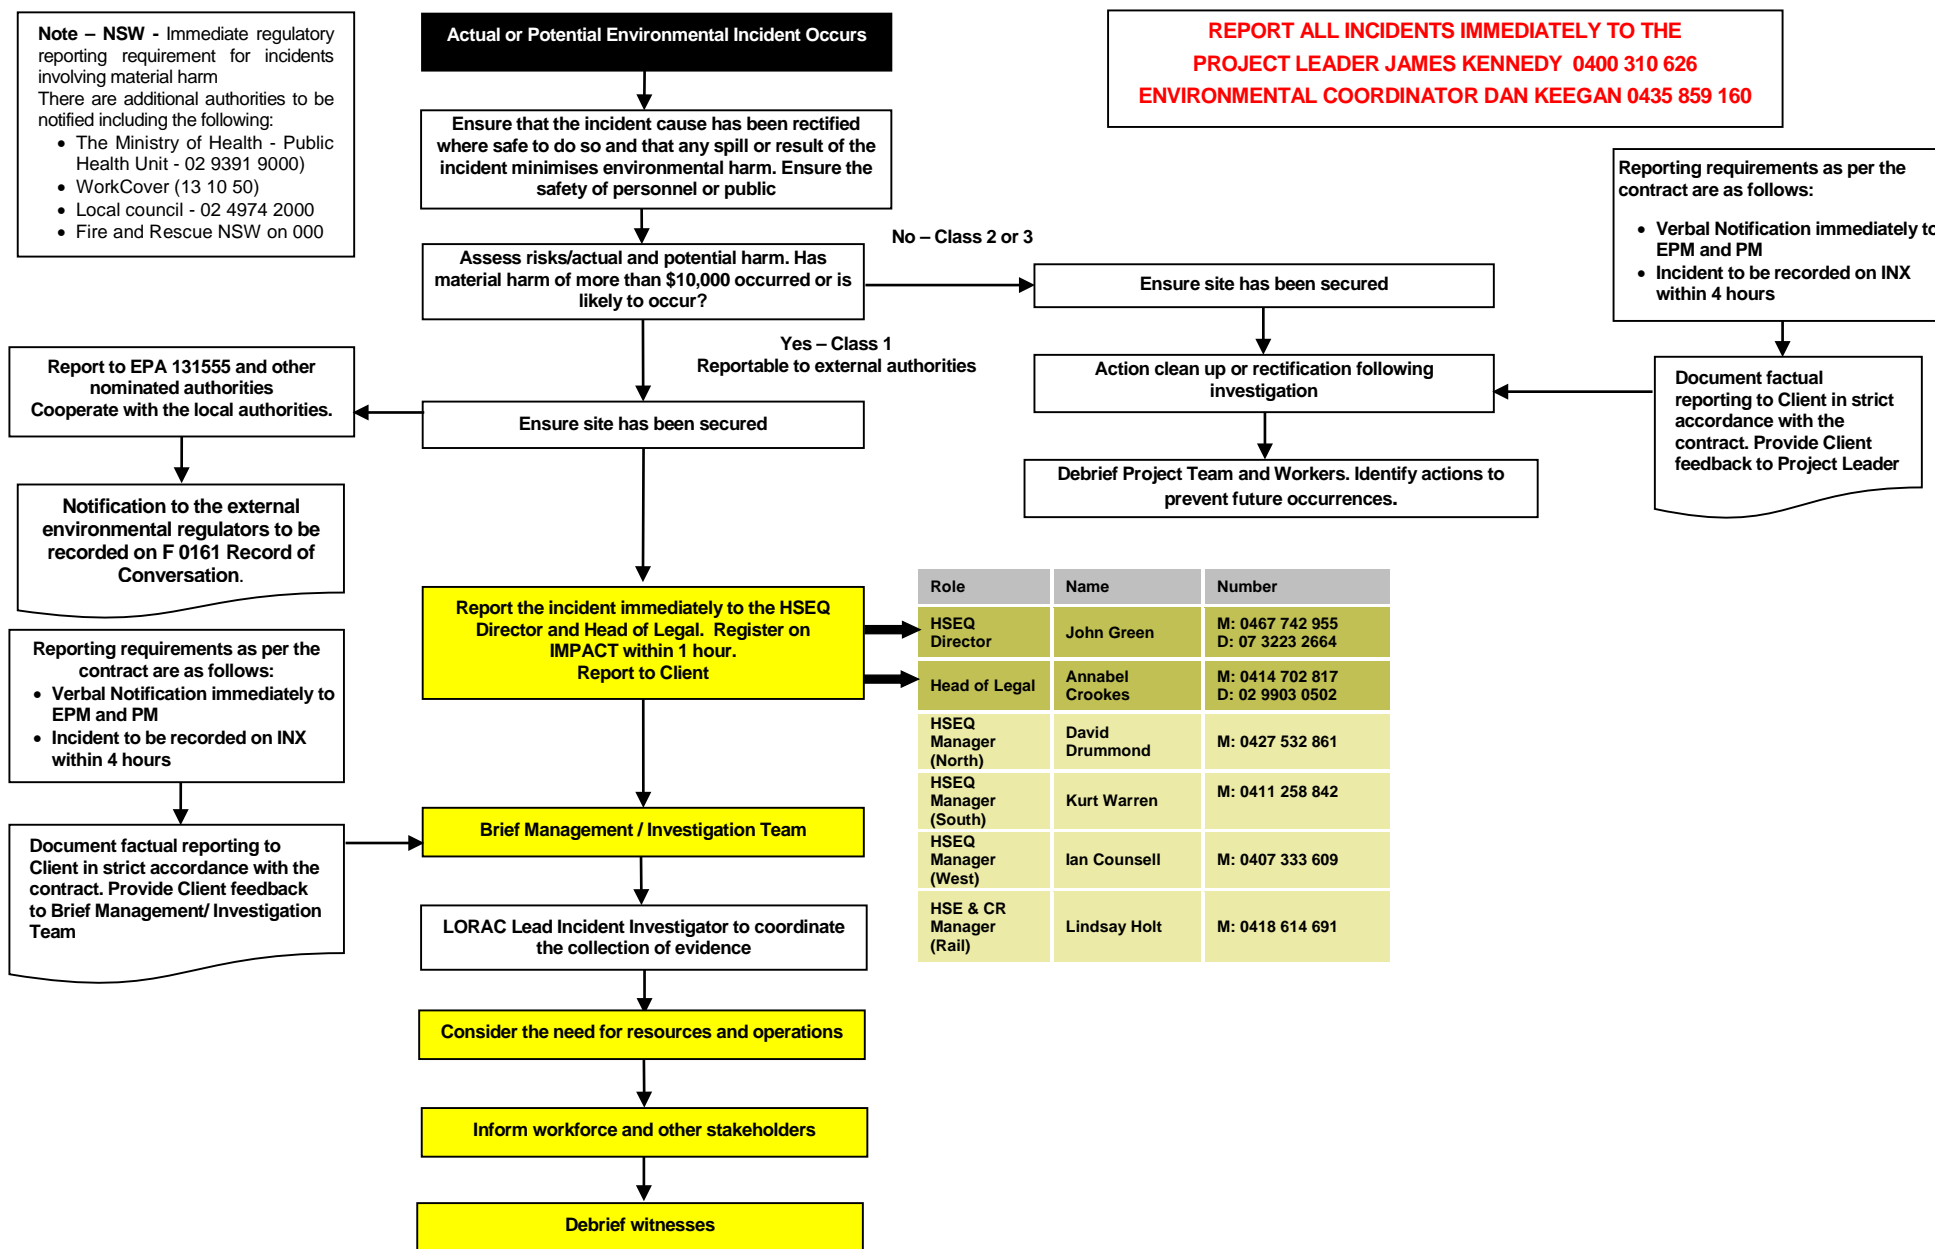 Note – NSW - Immediate regulatory
reporting requirement for incidents
involving material harm
There are additional authorities to be
notified including the following:
• The Ministry of Health - Public
Health Unit - 02 9391 9000)
• WorkCover (13 10 50)
• Local council - 02 4974 2000
• Fire and Rescue NSW on 000
Actual or Potential Environmental Incident Occurs
REPORT ALL INCIDENTS IMMEDIATELY TO THE
PROJECT LEADER JAMES KENNEDY 0400 310 626
ENVIRONMENTAL COORDINATOR DAN KEEGAN 0435 859 160
Ensure that the incident cause has been rectified
where safe to do so and that any spill or result of the
incident minimises environmental harm. Ensure the
safety of personnel or public
Assess risks/actual and potential harm. Has
material harm of more than $10,000 occurred or is
likely to occur?
No – Class 2 or 3
Ensure site has been secured
Reporting requirements as per the
contract are as follows:
• Verbal Notification immediately to
EPM and PM
• Incident to be recorded on INX
within 4 hours
Yes – Class 1
Reportable to external authorities
Action clean up or rectification following
investigation
Document factual
reporting to Client in strict
accordance with the
contract. Provide Client
feedback to Project Leader
Debrief Project Team and Workers. Identify actions to
prevent future occurrences.
Report to EPA 131555 and other
nominated authorities
Cooperate with the local authorities.
Ensure site has been secured
Notification to the external
environmental regulators to be
recorded on F 0161 Record of
Conversation.
Report the incident immediately to the HSEQ
Director and Head of Legal. Register on
IMPACT within 1 hour.
Report to Client
Role Name Number
HSEQ
Director
John Green
M: 0467 742 955
D: 07 3223 2664
Head of Legal
Annabel
Crookes
M: 0414 702 817
D: 02 9903 0502
HSEQ
Manager
(North)
David
Drummond
M: 0427 532 861
HSEQ
Manager
(South)
Kurt Warren
M: 0411 258 842
HSEQ
Manager
(West)
Ian Counsell
M: 0407 333 609
HSE & CR
Manager
(Rail)
Lindsay Holt
M: 0418 614 691
Reporting requirements as per the
contract are as follows:
• Verbal Notification immediately to
EPM and PM
• Incident to be recorded on INX
within 4 hours
Document factual reporting to
Client in strict accordance with the
contract. Provide Client feedback
to Brief Management/ Investigation
Team
Brief Management / Investigation Team
LORAC Lead Incident Investigator to coordinate
the collection of evidence
Consider the need for resources and operations
Inform workforce and other stakeholders
Debrief witnesses